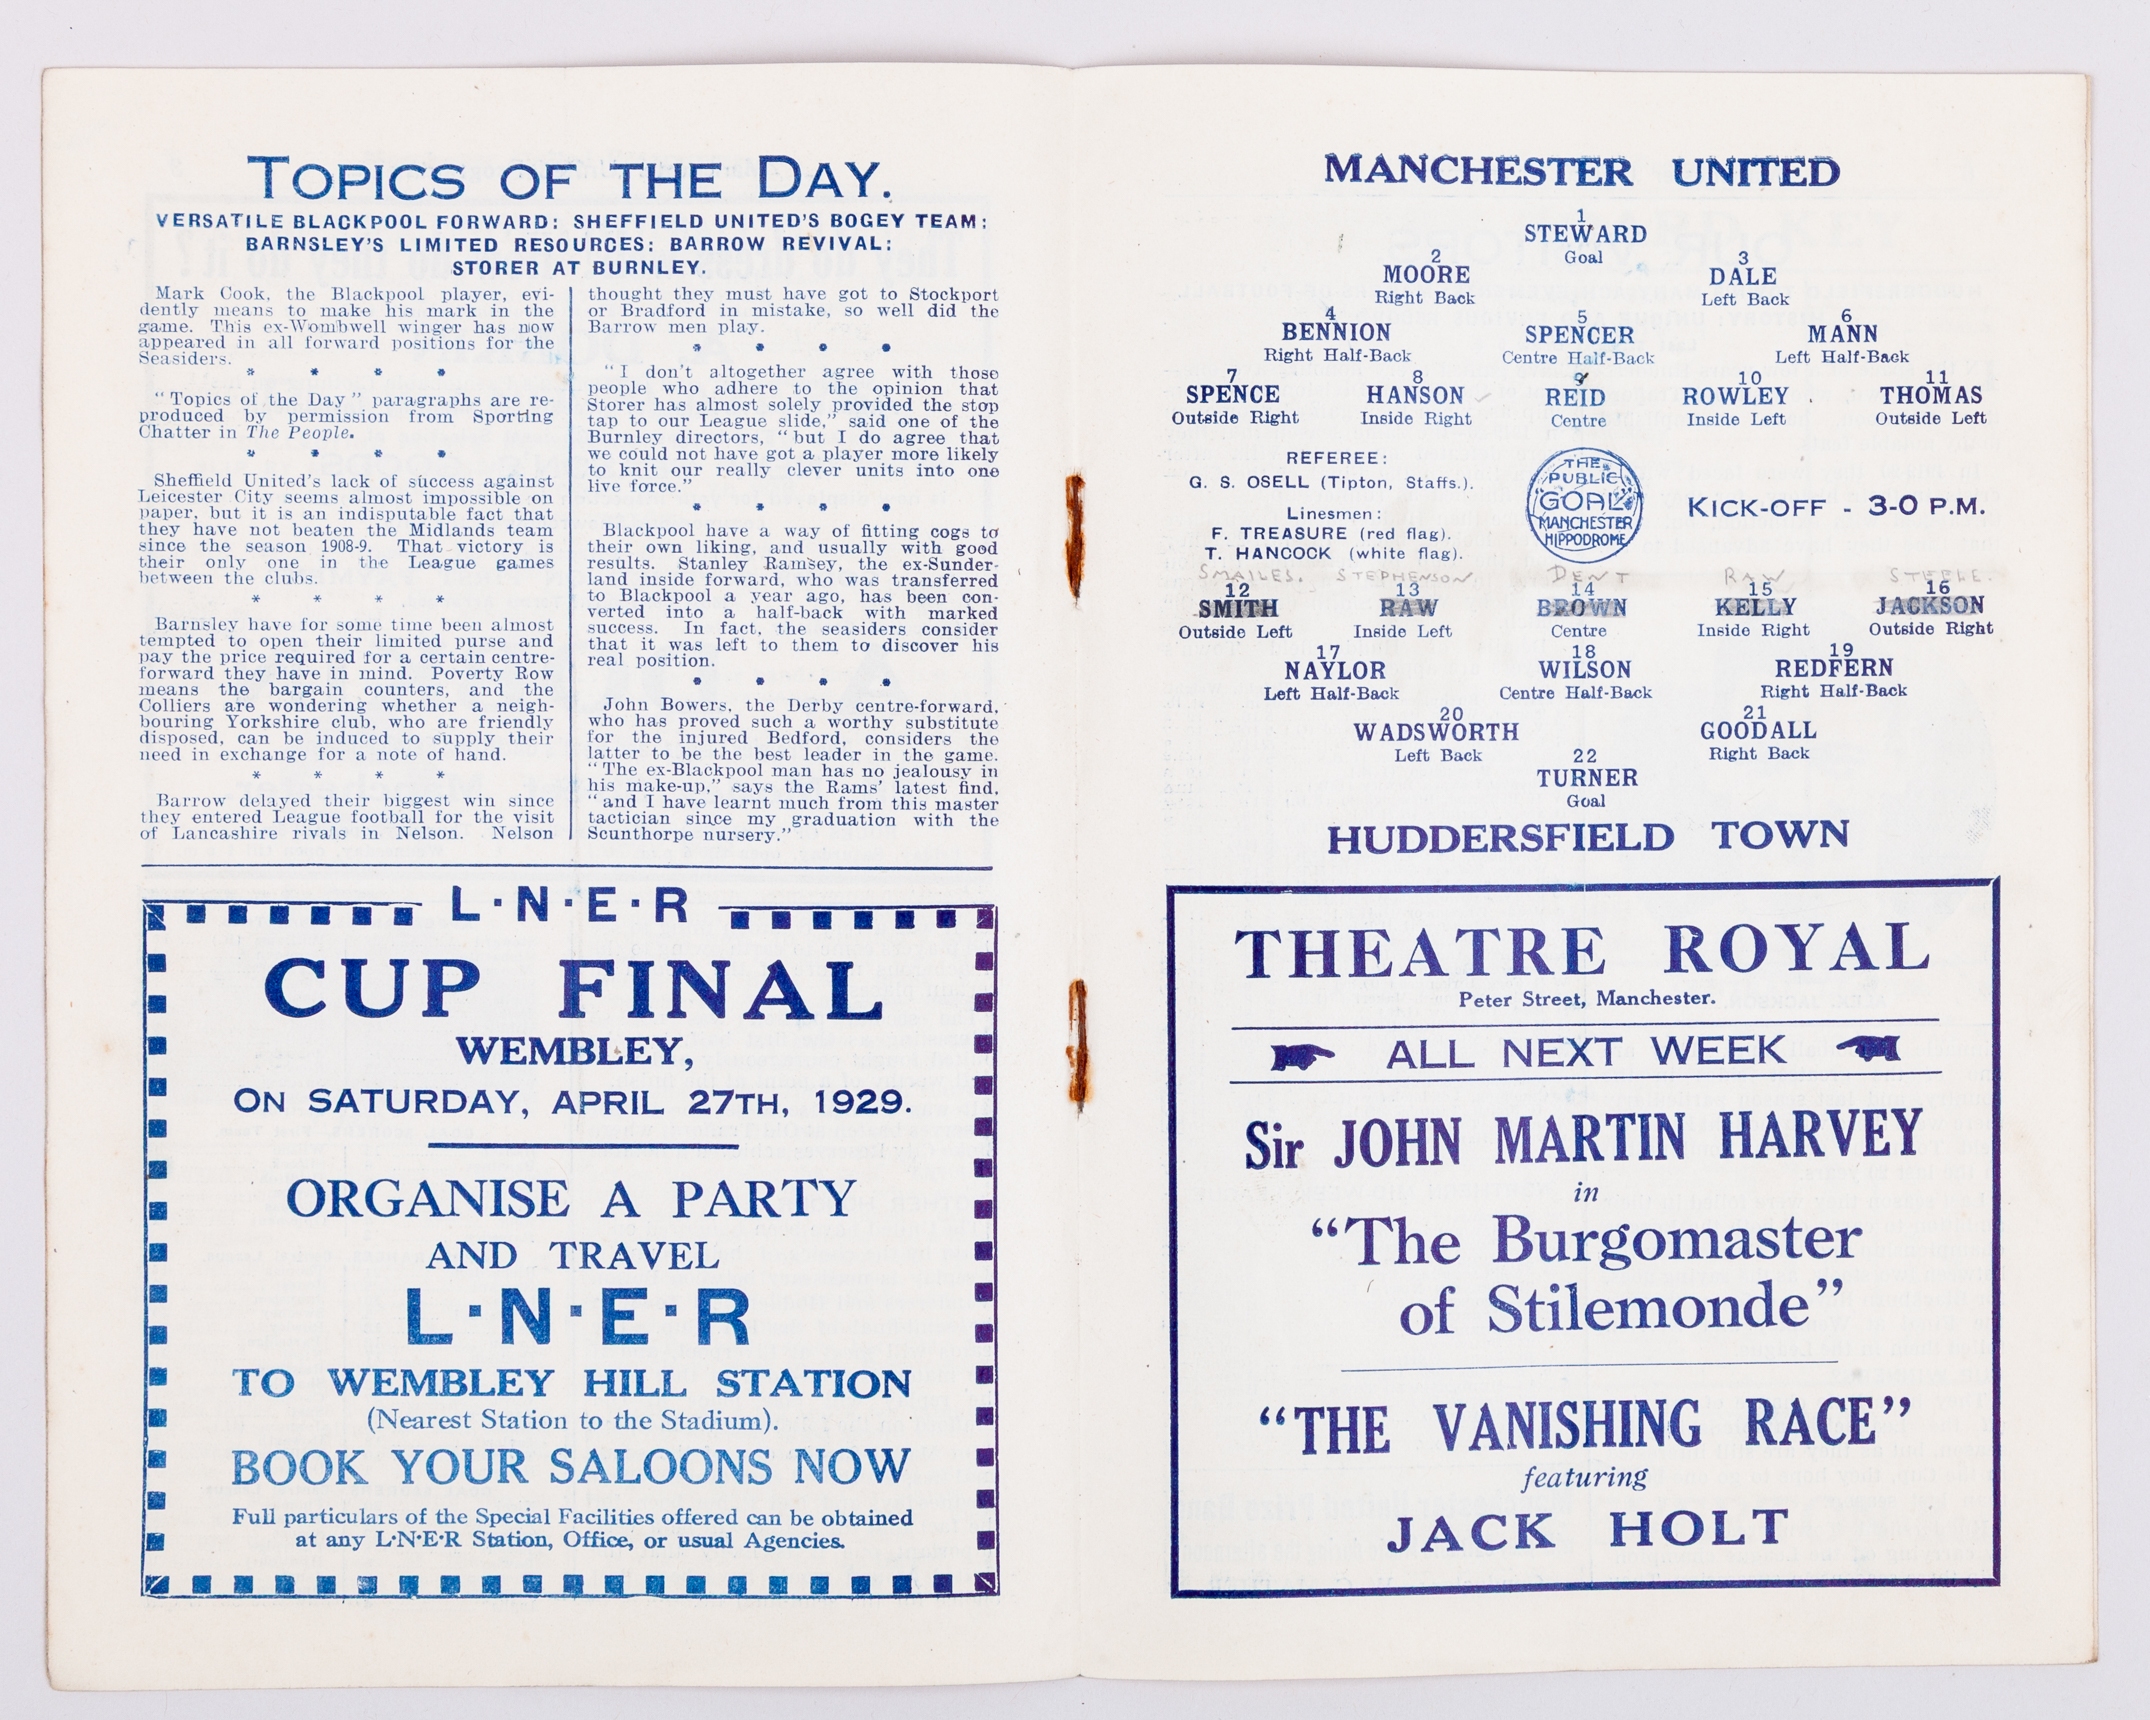 TOPICS OF THE DAY.
VERSATILE BLACKPOOL FORWARD: SHEFFIELD UNITED'S BOGEY TEAM:
BARNSLEY'S LIMITED RESOURCES: BARROW REVIVAL:
STORER AT BURNLEY.
Mark Cook, the Blackpool player, evi-
dently means to make his mark in the
game. This ex-Wombwell winger has now
appeared in all forward positions for the
Seasiders.
* * * *
"Topics of the Day" paragraphs are re-
produced by permission from Sporting
Chatter in The People.
* * * *
Sheffield United's lack of success against
Leicester City seems almost impossible on
paper, but it is an indisputable fact that
they have not beaten the Midlands team
since the season 1908-9. That victory is
their only one in the League games
between the clubs.
* * * *
Barnsley have for some time been almost
tempted to open their limited purse and
pay the price required for a certain centre-
forward they have in mind. Poverty Row
means the bargain counters, and the
Colliers are wondering whether a neigh-
bouring Yorkshire club, who are friendly
disposed, can be induced to supply their
need in exchange for a note of hand.
* * * *
Barrow delayed their biggest win since
they entered League football for the visit
of Lancashire rivals in Nelson. Nelson
thought they must have got to Stockport
or Bradford in mistake, so well did the
Barrow men play.
* * * *
"I don't altogether agree with those
people who adhere to the opinion that
Storer has almost solely provided the stop
tap to our League slide," said one of the
Burnley directors, "but I do agree that
we could not have got a player more likely
to knit our really clever units into one
live force."
* * * *
Blackpool have a way of fitting cogs to
their own liking, and usually with good
results. Stanley Ramsey, the ex-Sunder-
land inside forward, who was transferred
to Blackpool a year ago, has been con-
verted into a half-back with marked
success. In fact, the seasiders consider
that it was left to them to discover his
real position.
* * * *
John Bowers, the Derby centre-forward,
who has proved such a worthy substitute
for the injured Bedford, considers the
latter to be the best leader in the game.
"The ex-Blackpool man has no jealousy in
his make-up," says the Rams' latest find,
"and I have learnt much from this master
tactician since my graduation with the
Scunthorpe nursery."
L·N·E·R
CUP FINAL
WEMBLEY,
ON SATURDAY, APRIL 27TH, 1929.
ORGANISE A PARTY
AND TRAVEL
L·N·E·R
TO WEMBLEY HILL STATION
(Nearest Station to the Stadium).
BOOK YOUR SALOONS NOW
Full particulars of the Special Facilities offered can be obtained
at any L·N·E·R Station, Office, or usual Agencies.
MANCHESTER UNITED
1
STEWARD
Goal
2 3
MOORE DALE
Right Back Left Back
4 5 6
BENNION SPENCER MANN
Right Half-Back Centre Half-Back Left Half-Back
7 8 9 10 11
SPENCE HANSON REID ROWLEY THOMAS
Outside Right Inside Right Centre Inside Left Outside Left
REFEREE:
G. S. OSELL (Tipton, Staffs.).
Linesmen:
F. TREASURE (red flag).
T. HANCOCK (white flag).
THE
PUBLIC
GOAL
MANCHESTER
HIPPODROME
KICK-OFF - 3-0 P.M.
SMAILES. STEPHENSON DENT RAW STEELE.
12 13 14 15 16
SMITH RAW BROWN KELLY JACKSON
Outside Left Inside Left Centre Inside Right Outside Right
17 18 19
NAYLOR WILSON REDFERN
Left Half-Back Centre Half-Back Right Half-Back
20 21
WADSWORTH GOODALL
Left Back Right Back
22
TURNER
Goal
HUDDERSFIELD TOWN
THEATRE ROYAL
Peter Street, Manchester.
ALL NEXT WEEK
Sir JOHN MARTIN HARVEY
in
"The Burgomaster
of Stilemonde"
"THE VANISHING RACE"
featuring
JACK HOLT